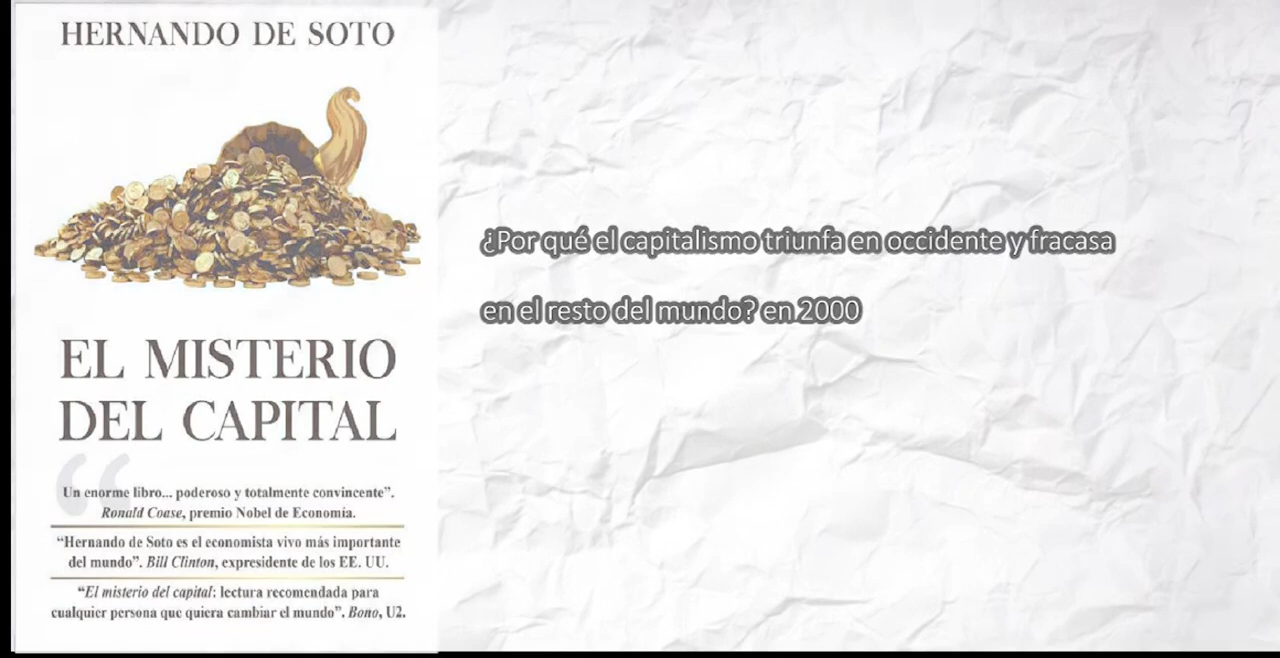 HERNANDO DE SOTO
EL MISTERIO
DEL CAPITAL
“
Un enorme libro... poderoso y totalmente convincente”.
Ronald Coase, premio Nobel de Economía.
“Hernando de Soto es el economista vivo más importante
del mundo”. Bill Clinton, expresidente de los EE. UU.
“El misterio del capital: lectura recomendada para
cualquier persona que quiera cambiar el mundo”. Bono, U2.
¿Por qué el capitalismo triunfa en occidente y fracasa
en el resto del mundo? en 2000